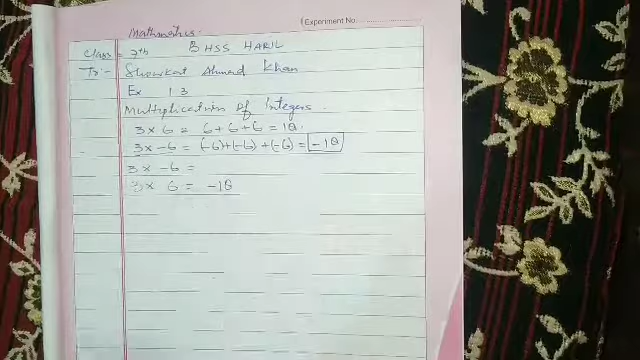 Experiment No.
Mathmatics.
Class = 7th BHSS HARIL
Tr:- Showkat Ahmad Khan
Ex 1 3
Multiplication of Integers.
3 x 6 = 6 + 6 + 6 = 18.
3 x -6 = (-6)+(-6) + (-6) = -18
3 x -6 =
3 x 6 = -18